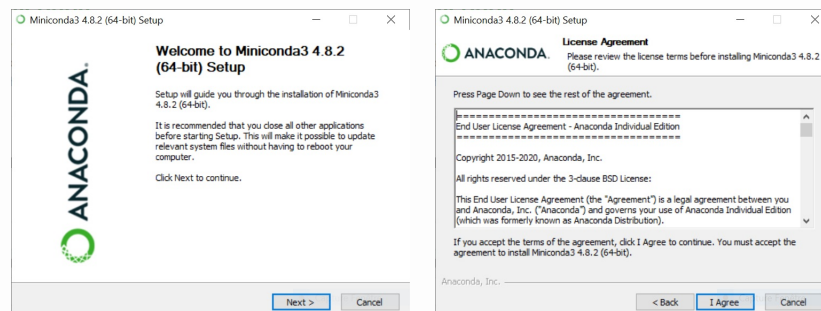 Miniconda3 4.8.2 (64-bit) Setup
ANACONDA.
Welcome to Miniconda3 4.8.2
(64-bit) Setup
Setup will guide you through the installation of Miniconda3
4.8.2 (64-bit).
It is recommended that you close all other applications
before starting Setup. This will make it possible to update
relevant system files without having to reboot your
computer.
Click Next to continue.
Next >
Cancel
Miniconda3 4.8.2 (64-bit) Setup
ANACONDA.
License Agreement
Please review the license terms before installing Miniconda3 4.8.2
(64-bit).
Press Page Down to see the rest of the agreement.
===================================
End User License Agreement - Anaconda Individual Edition
===================================
Copyright 2015-2020, Anaconda, Inc.
All rights reserved under the 3-clause BSD License:
This End User License Agreement (the "Agreement") is a legal agreement between you
and Anaconda, Inc. ("Anaconda") and governs your use of Anaconda Individual Edition
(which was formerly known as Anaconda Distribution).
If you accept the terms of the agreement, click I Agree to continue. You must accept the
agreement to install Miniconda3 4.8.2 (64-bit).
Anaconda, Inc.
< Back
I Agree
Cancel